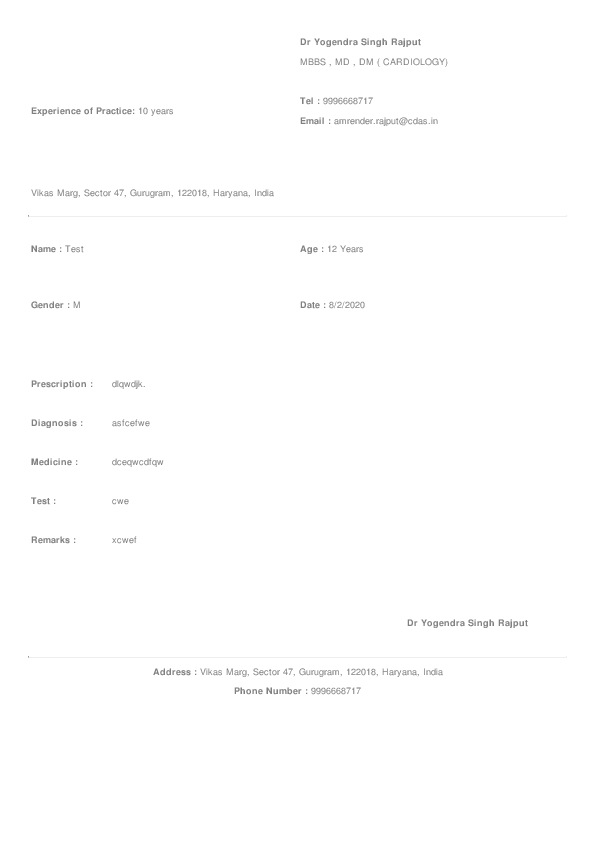 Dr Yogendra Singh Rajput
MBBS , MD , DM ( CARDIOLOGY)
Tel : 9996668717
Experience of Practice: 10 years
Email : amrender.rajput@cdas.in
Vikas Marg, Sector 47, Gurugram, 122018, Haryana, India
Name : Test Age : 12 Years
Gender : M Date : 8/2/2020
Prescription : dlqwdjk.
Diagnosis : asfcefwe
Medicine : dceqwcdfqw
Test : cwe
Remarks : xcwef
Dr Yogendra Singh Rajput
Address : Vikas Marg, Sector 47, Gurugram, 122018, Haryana, India
Phone Number : 9996668717